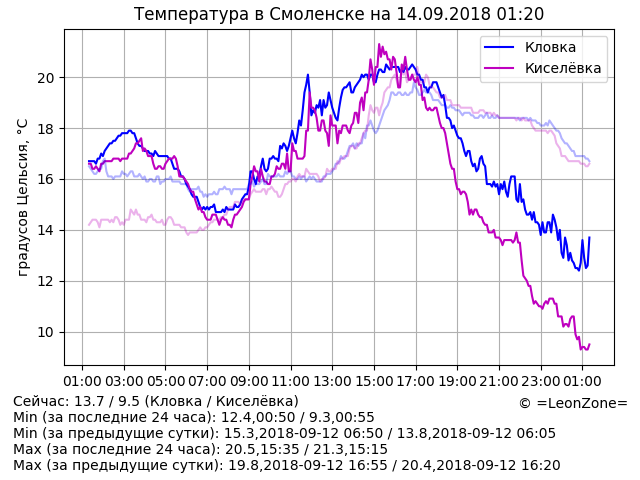 Температура в Смоленске на 14.09.2018 01:20
Кловка
Киселёвка
градусов Цельсия, °C
20
18
16
14
12
10
01:00 03:00 05:00 07:00 09:00 11:00 13:00 15:00 17:00 19:00 21:00 23:00 01:00
Сейчас: 13.7 / 9.5 (Кловка / Киселёвка)
© =LeonZone=
Min (за последние 24 часа): 12.4,00:50 / 9.3,00:55
Min (за предыдущие сутки): 15.3,2018-09-12 06:50 / 13.8,2018-09-12 06:05
Max (за последние 24 часа): 20.5,15:35 / 21.3,15:15
Max (за предыдущие сутки): 19.8,2018-09-12 16:55 / 20.4,2018-09-12 16:20